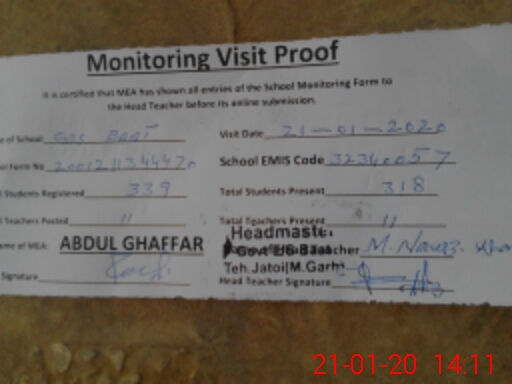 Monitoring Visit Proof
It is certified that MEA has shown all entries of the School Monitoring Form to
the Head Teacher before its online submission.
e of School GES Visit Date 21-01-2020
Form No School EMIS Code 32340057
Students Registered 339 Total Students Present 318
Teachers Posted 11 Total Teachers Present 11
ame of MEA: ABDUL GHAFFAR Headmaster
Govt E/S Teacher M. Nawaz Khan
Teh.Jatoi(M.Garh)
Signature Head Teacher Signature
21-01-20 14:11